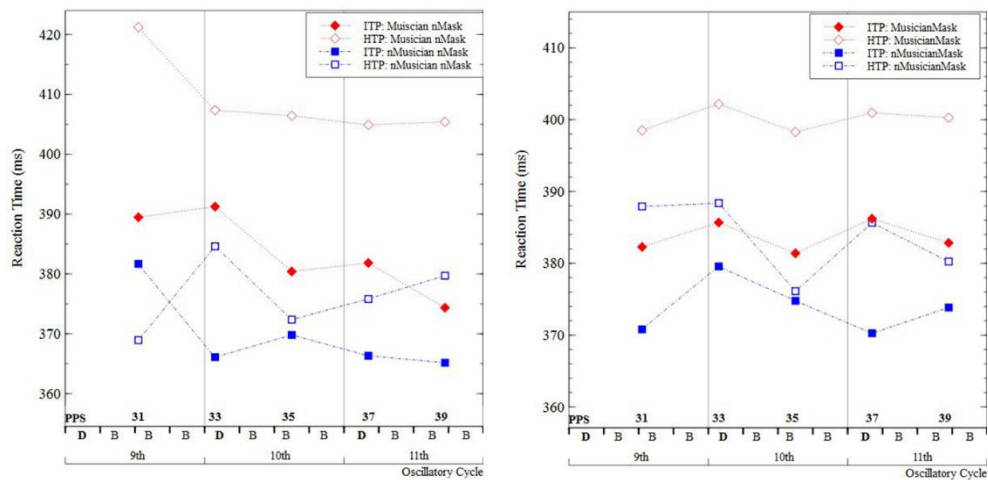 420
410
400
390
380
370
360
Reaction Time (ms)
ITP: Muiscian nMask
HTP: Muscian nMask
ITP: nMusician nMask
HTP: nMusician nMask
PPS 31 33 35 37 39
D B B B D B B D B B
9th 10th 11th
Oscillatory Cycle
410
400
390
380
370
360
Reaction Time (ms)
ITP: MusicianMask
HTP: MusicianMask
ITP: nMusicianMask
HTP: nMusicianMask
PPS 31 33 35 37 39
D B B D B B D B B
9th 10th 11th
Oscillatory Cycle